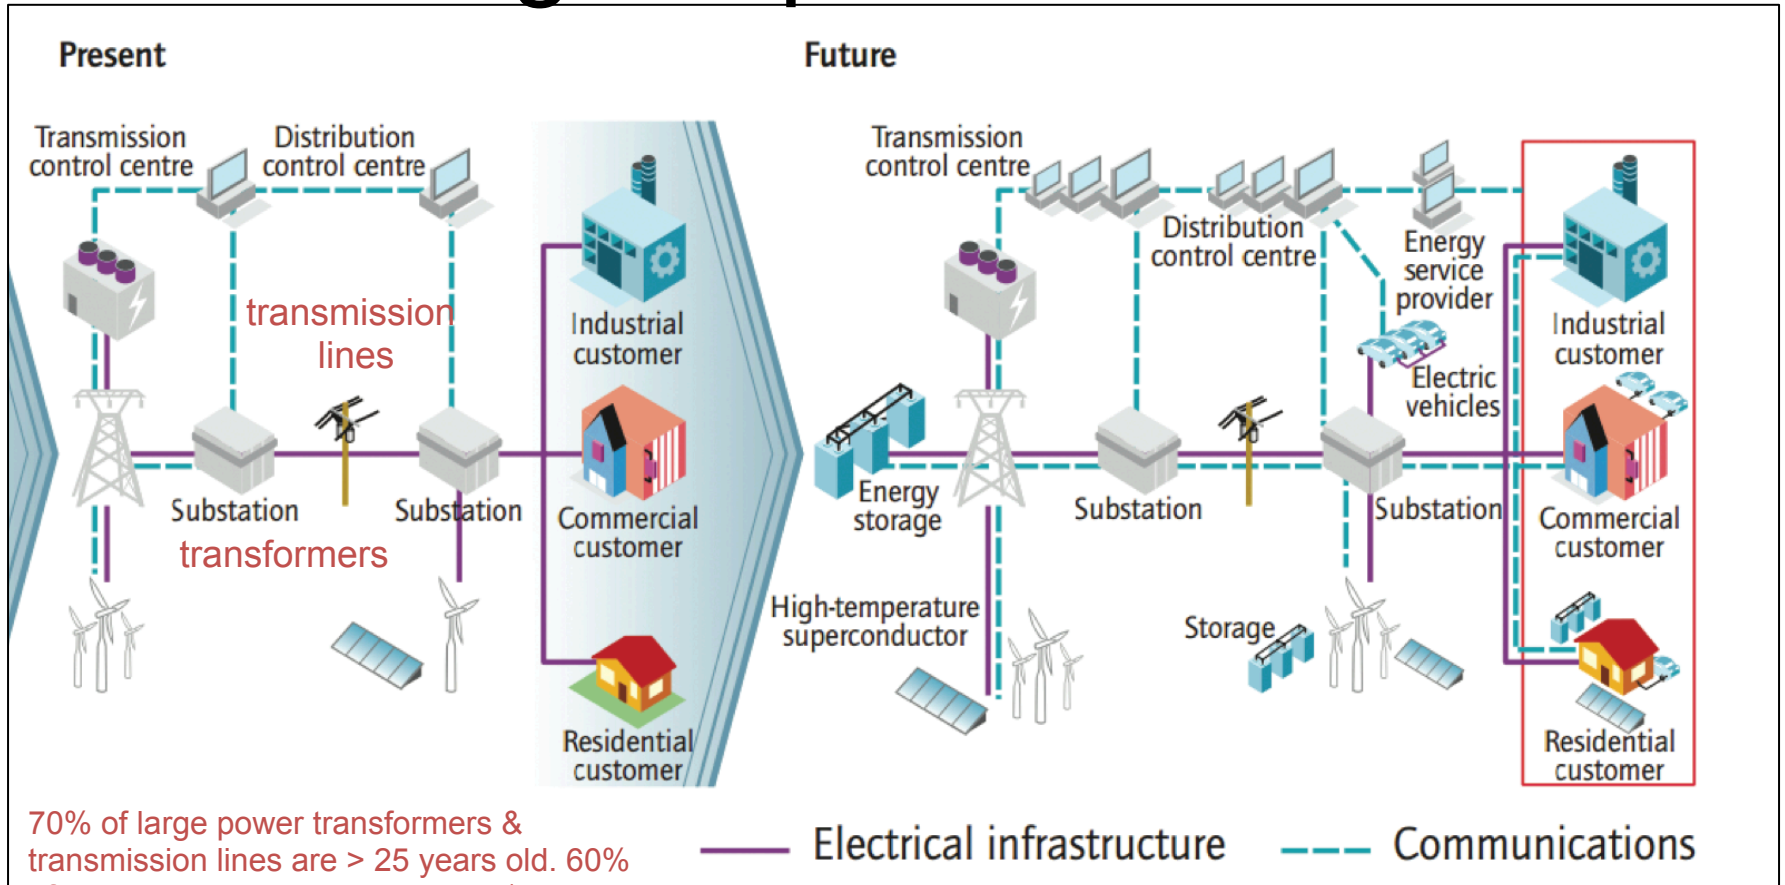 Present
Transmission
control centre
Distribution
control centre
transmission
lines
Industrial
customer
Substation
Substation
transformers
Commercial
customer
Residential
customer
70% of large power transformers &
transmission lines are > 25 years old. 60%
Future
Transmission
control centre
Distribution
control centre
Energy
service
provider
Industrial
customer
Electric
vehicles
Energy
storage
Substation
Substation
Commercial
customer
High-temperature
superconductor
Storage
Residential
customer
Electrical infrastructure
Communications